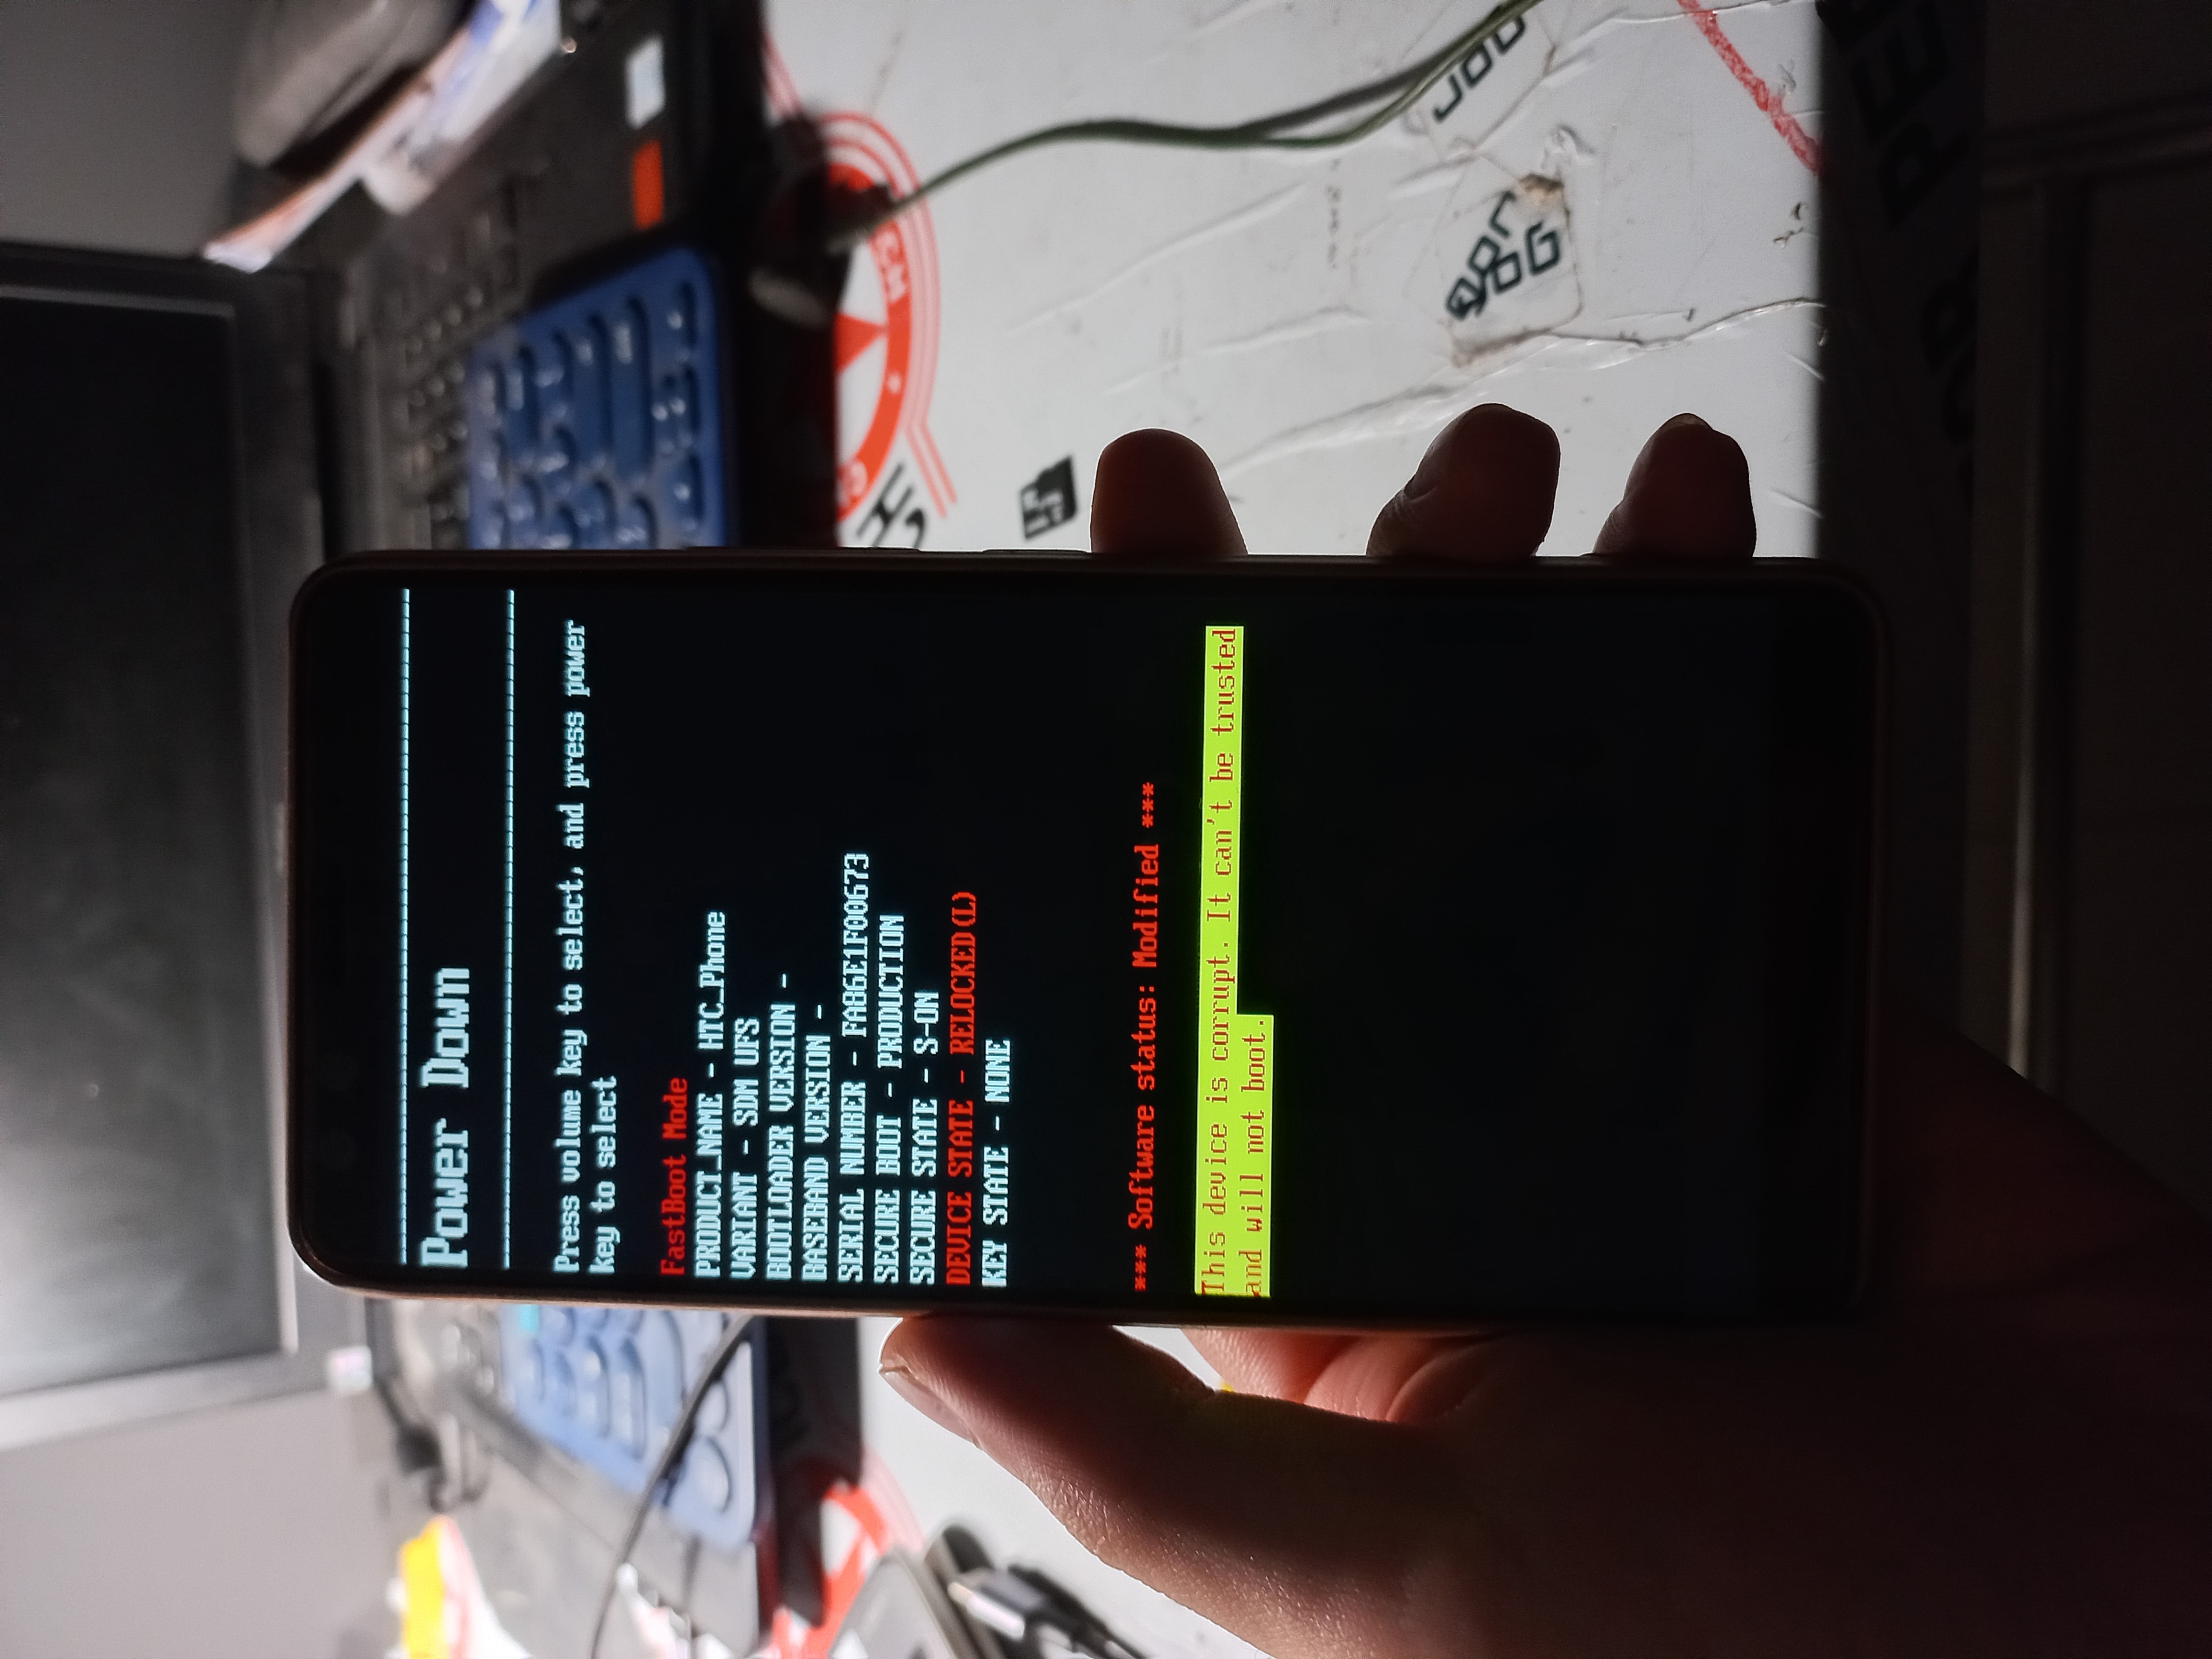 Power Down
Press volume key to select, and press power
key to select
FastBoot Mode
PRODUCT_NAME - HTC_Phone
VARIANT - SDM UFS
BOOTLOADER VERSION -
BASEBAND VERSION -
SERIAL NUMBER - FA86E1F00673
SECURE BOOT - PRODUCTION
SECURE STATE - S-ON
DEVICE STATE - RELOCKED(L)
KEY STATE - NONE
*** Software status: Modified ***
This device is corrupt. It can't be trusted
and will not boot.